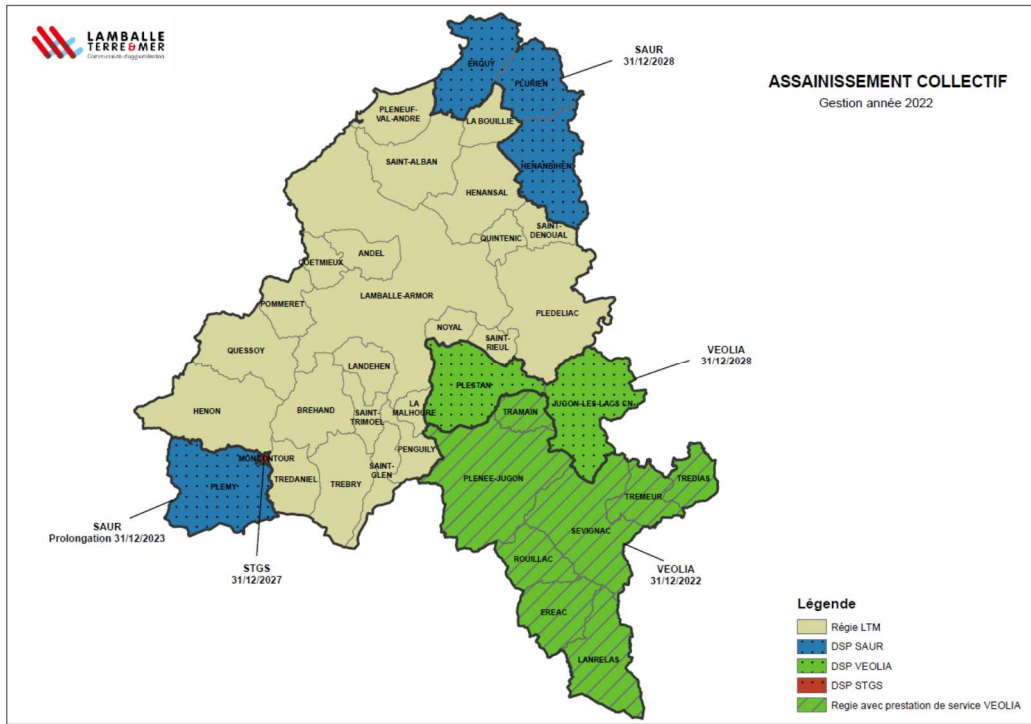 LAMBALLE
TERRE&MER
Communauté d'agglomération
ASSAINISSEMENT COLLECTIF
Gestion année 2022
SAUR
31/12/2028
ERQUY
PLURIEN
PLENEUF-
VAL-ANDRE
LA BOUILLIE
SAINT-ALBAN
HENANBIHEN
HENANSAL
SAINT-
DENOUAL
QUINTENIC
ANDEL
COETMIEUX
LAMBALLE-ARMOR
POMMERET
PLEDELIAC
NOYAL
SAINT-
RIEUL
QUESSOY
LANDEHEN
VEOLIA
31/12/2028
PLESTAN
JUGON-LES-LACS CN-
HENON
BREHAND
SAINT-
TRIMOEL
LA
MALHOURE
TRAMAIN
PENGUILY
MONCONTOUR
TREDANIEL
TREBRY
SAINT-
GLEN
PLENEE-JUGON
PLEMY
TREDIAS
TREMEUR
SEVIGNAC
SAUR
Prolongation 31/12/2023
STGS
31/12/2027
ROUILLAC
VEOLIA
31/12/2022
EREAC
LANRELAS
Légende
Régie LTM
DSP SAUR
DSP VEOLIA
DSP STGS
Regie avec prestation de service VEOLIA